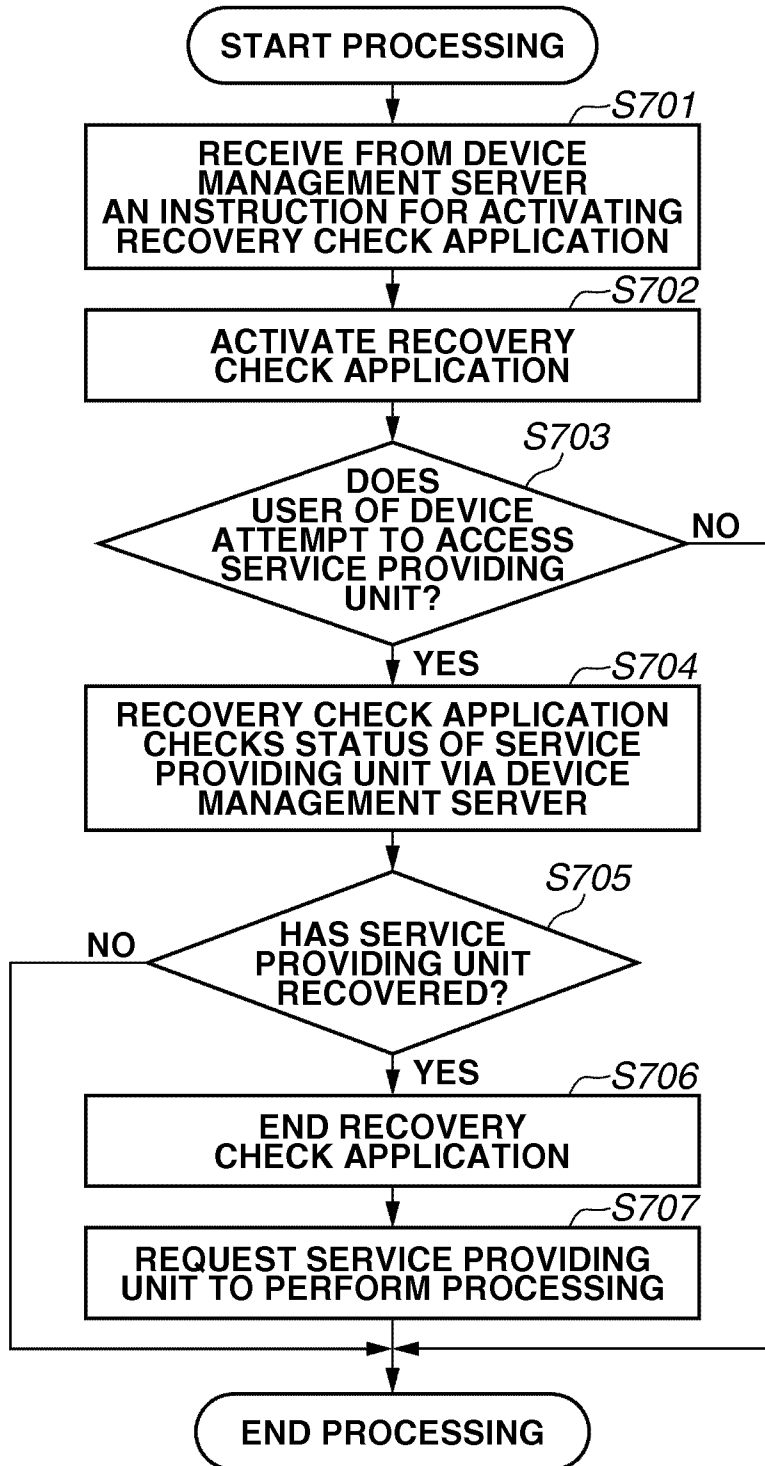 START PROCESSING
S701
RECEIVE FROM DEVICE
MANAGEMENT SERVER
AN INSTRUCTION FOR ACTIVATING
RECOVERY CHECK APPLICATION
S702
ACTIVATE RECOVERY
CHECK APPLICATION
S703
DOES
USER OF DEVICE
ATTEMPT TO ACCESS
SERVICE PROVIDING
UNIT?
NO
YES
S704
RECOVERY CHECK APPLICATION
CHECKS STATUS OF SERVICE
PROVIDING UNIT VIA DEVICE
MANAGEMENT SERVER
S705
NO
HAS SERVICE
PROVIDING UNIT
RECOVERED?
YES
S706
END RECOVERY
CHECK APPLICATION
S707
REQUEST SERVICE PROVIDING
UNIT TO PERFORM PROCESSING
END PROCESSING